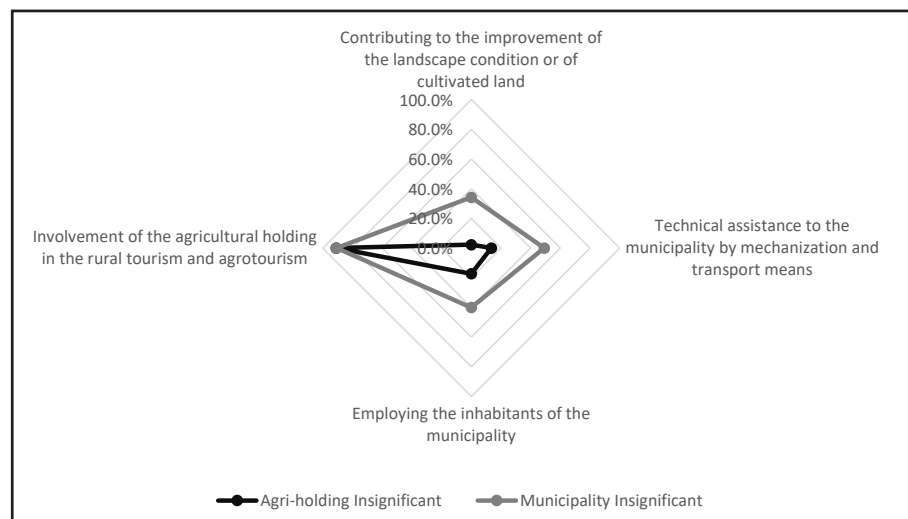 Contributing to the improvement of
the landscape condition or of
cultivated land
100.0%
80.0%
60.0%
40.0%
20.0%
0.0%
Involvement of the agricultural holding
in the rural tourism and agrotourism
Technical assistance to the
municipality by mechanization and
transport means
Employing the inhabitants of the
municipality
Agri-holding Insignificant
Municipality Insignificant